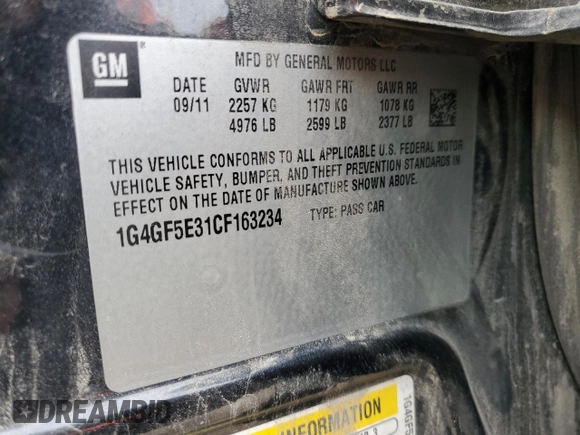 GM
MFD BY GENERAL MOTORS LLC
DATE GVWR GAWR FRT GAWR RR
09/11 2257 KG 1179 KG 1078 KG
4976 LB 2599 LB 2377 LB
THIS VEHICLE CONFORMS TO ALL APPLICABLE U.S. FEDERAL MOTOR
VEHICLE SAFETY, BUMPER, AND THEFT PREVENTION STANDARDS IN
EFFECT ON THE DATE OF MANUFACTURE SHOWN ABOVE.
1G4GF5E31CF163234 TYPE: PASS CAR
INFORMATION
1G4GF5
DREAMBID